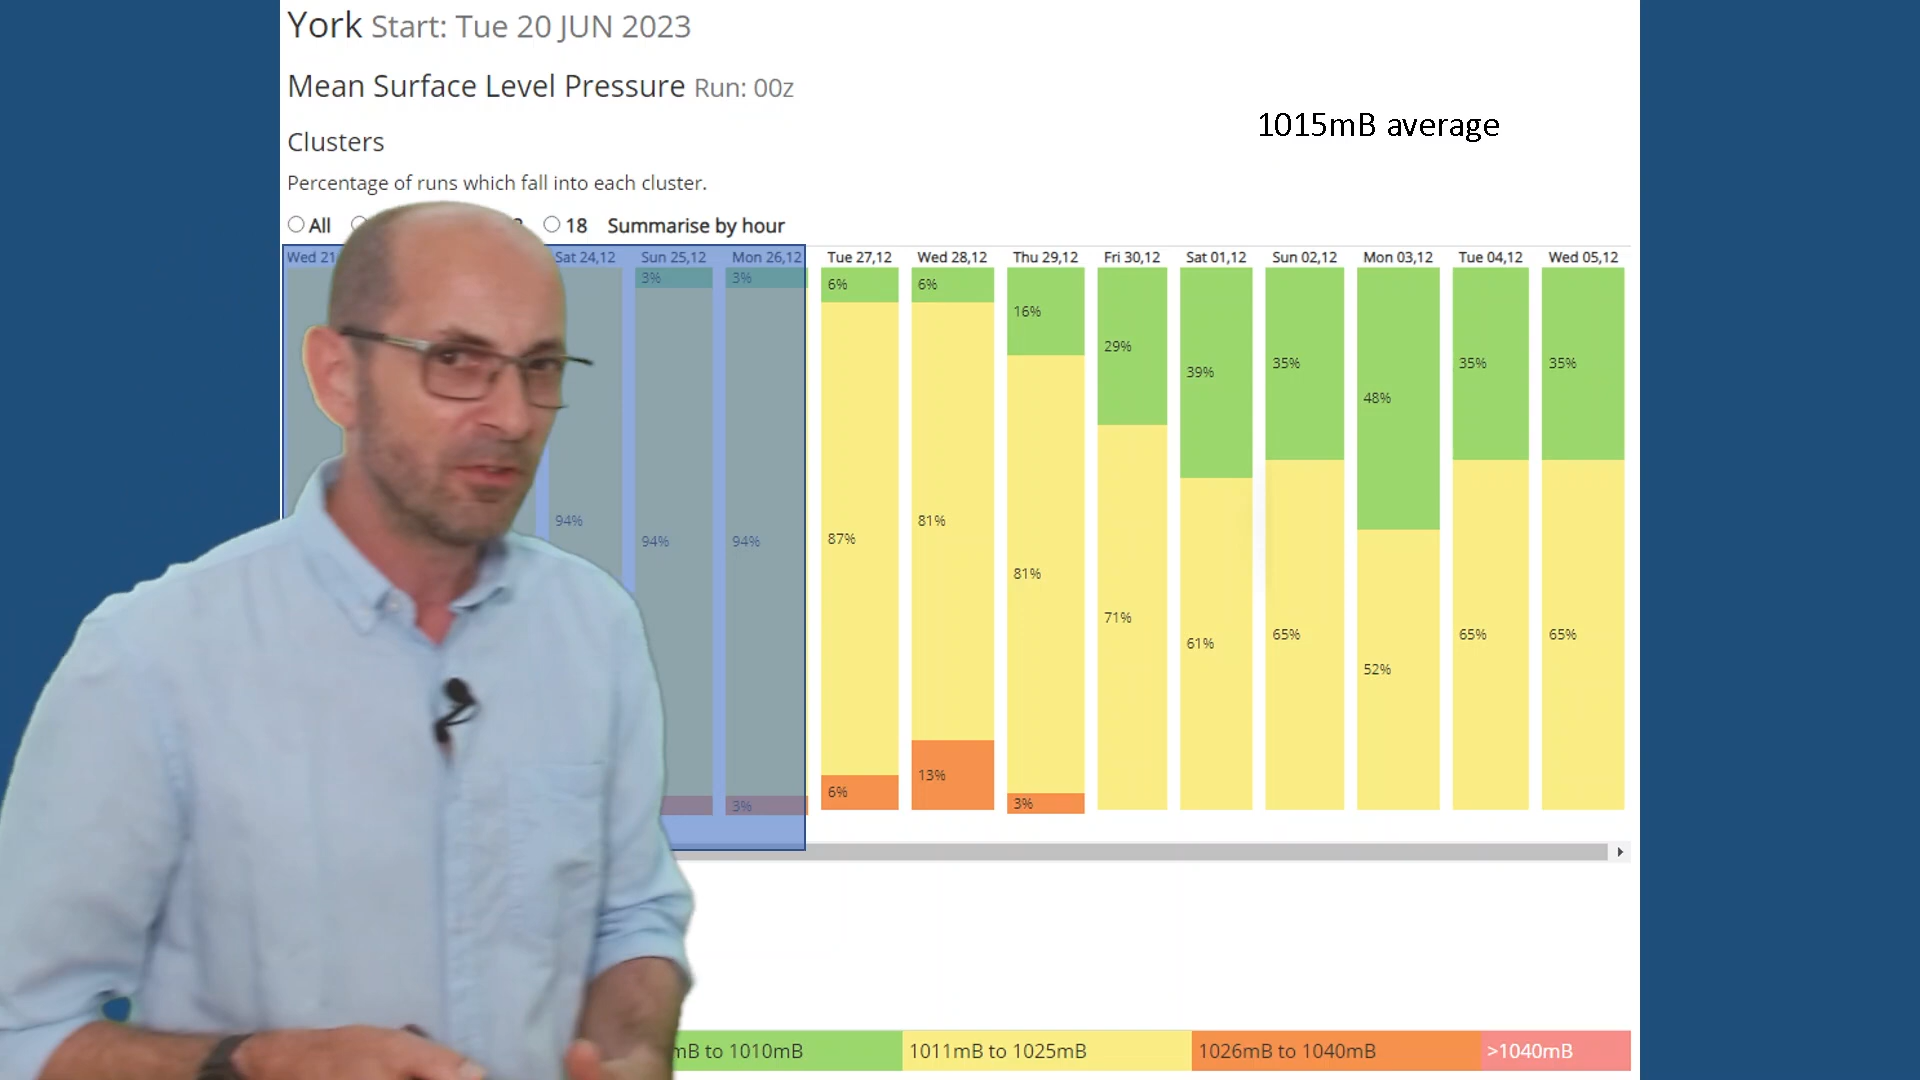 York Start: Tue 20 JUN 2023
Mean Surface Level Pressure Run: 00z
1015mB average
Clusters
Percentage of runs which fall into each cluster.
All 18 Summarise by hour
Wed 21 Sat 24,12 Sun 25,12 Mon 26,12 Tue 27,12 Wed 28,12 Thu 29,12 Fri 30,12 Sat 01,12 Sun 02,12 Mon 03,12 Tue 04,12 Wed 05,12
3% 3% 6% 6%
16%
29%
39% 35% 35% 35%
48%
94% 94% 94% 87% 81%
81%
71%
61% 65% 65% 65%
52%
3% 6% 13% 3%
mB to 1010mB 1011mB to 1025mB 1026mB to 1040mB >1040mB